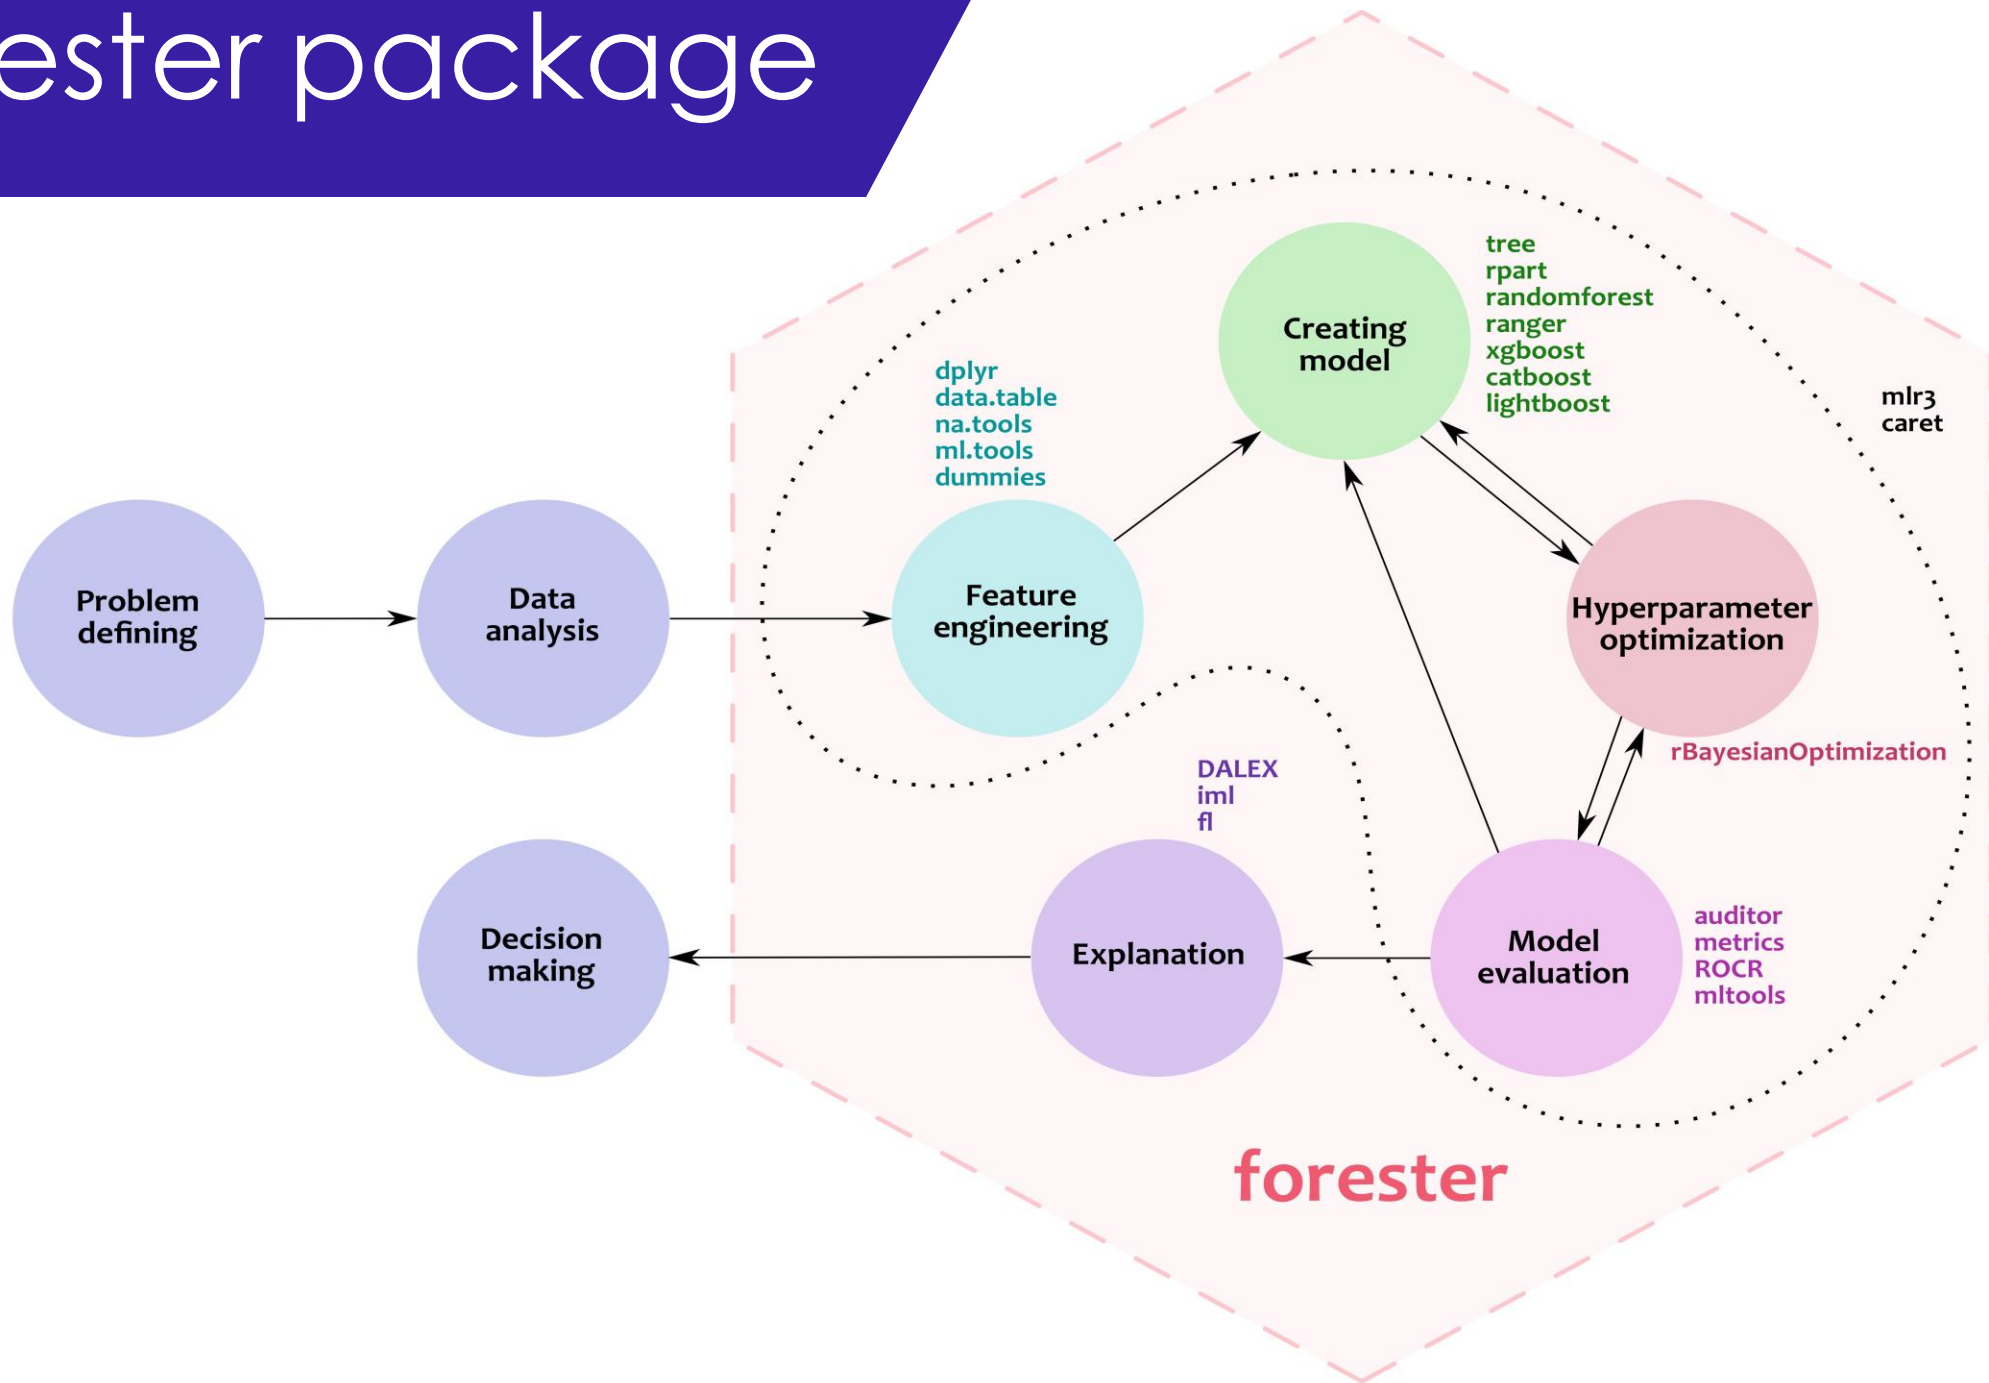 ester package
tree
rpart
randomforest
ranger
xgboost
catboost
lightboost
Creating
model
mlr3
caret
dplyr
data.table
na.tools
ml.tools
dummies
Problem
defining
Data
analysis
Feature
engineering
Hyperparameter
optimization
rBayesianOptimization
DALEX
iml
fl
Decision
making
Explanation
Model
evaluation
auditor
metrics
ROCR
mltools
forester